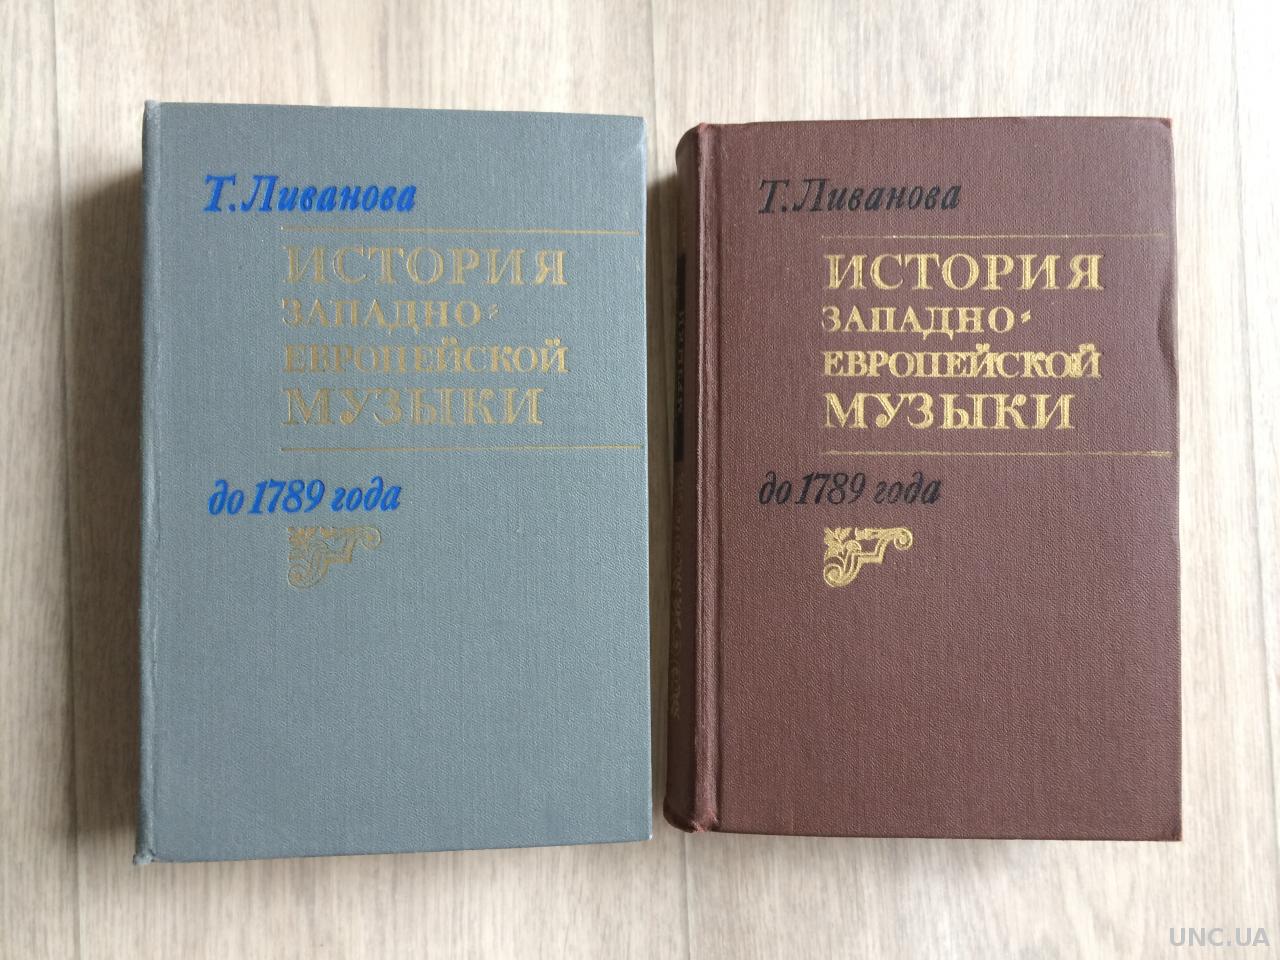 Т. Ливанова
ИСТОРИЯ
ЗАПАДНО-
ЕВРОПЕЙСКОЙ
МУЗЫКИ
до 1789 года
Т. Ливанова
ИСТОРИЯ
ЗАПАДНО-
ЕВРОПЕЙСКОЙ
МУЗЫКИ
до 1789 года
UNC.UA